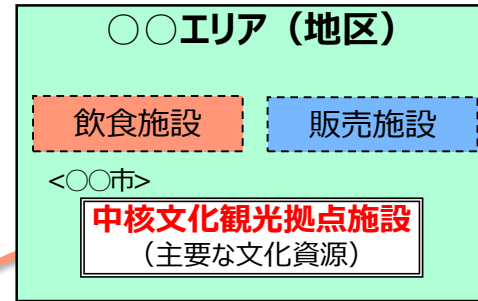 ○○エリア（地区）
飲食施設
販売施設
<○○市>
中核文化観光拠点施設
（主要な文化資源）